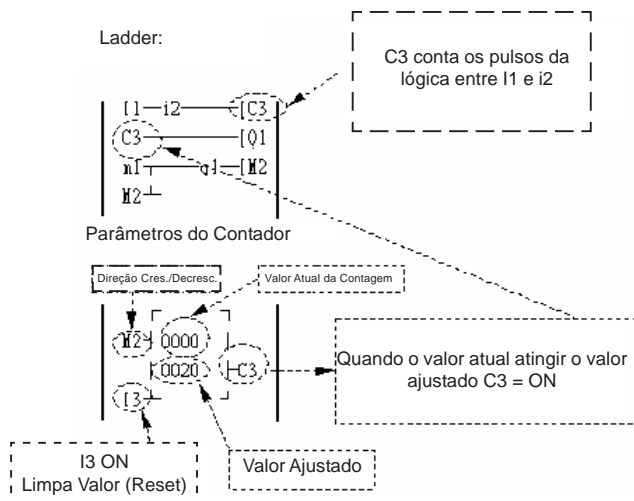 Ladder:
C3 conta os pulsos da
lógica entre I1 e i2
I1—i2—[C3
C3—[Q1
m1—q1—[M2
M2
Parâmetros do Contador
Direção Cres./Decresc.
Valor Atual da Contagem
M2
0000
0020
C3
I3
Quando o valor atual atingir o valor
ajustado C3 = ON
I3 ON
Limpa Valor (Reset)
Valor Ajustado